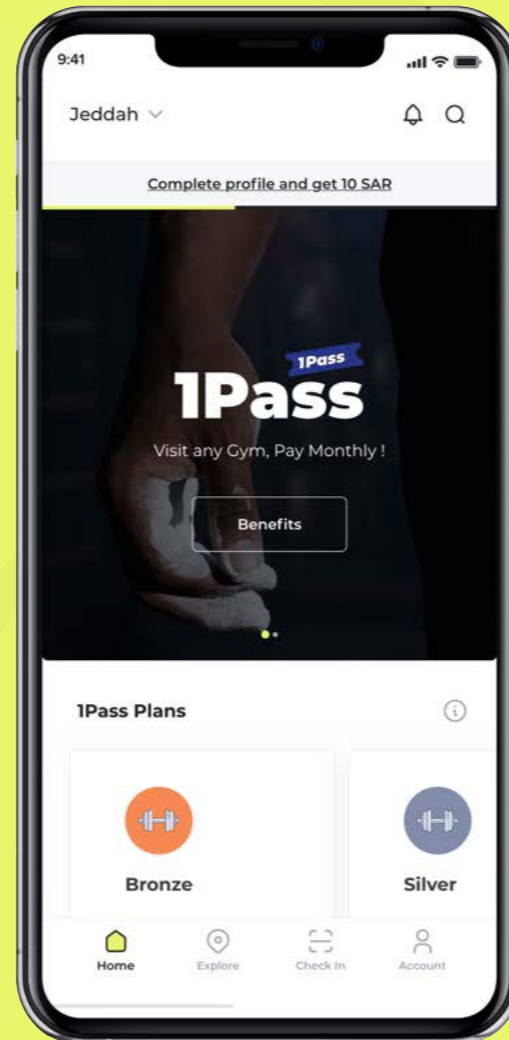 9:41
Jeddah
Complete profile and get 10 SAR
1Pass
1Pass
Visit any Gym, Pay Monthly !
Benefits
1Pass Plans
Bronze
Silver
Home
Explore
Check In
Account